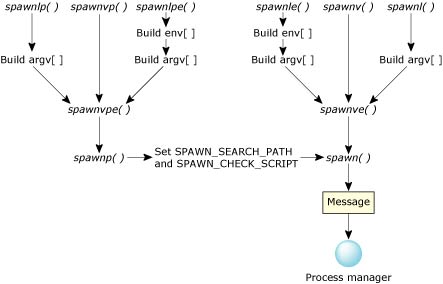 spawnlp( ) spawnvp( ) spawnlpe( ) spawnle( ) spawnv( ) spawnl( )
Build env[ ] Build env[ ]
Build argv[ ] Build argv[ ] Build argv[ ] Build argv[ ]
spawnvpe( ) spawnve( )
spawnp( ) Set SPAWN_SEARCH_PATH spawn( )
and SPAWN_CHECK_SCRIPT
Message
Process manager